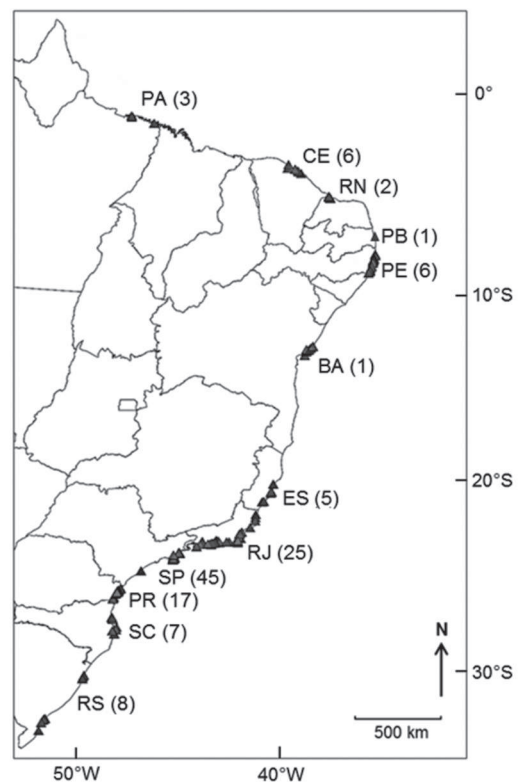 PA (3)
0°
CE (6)
RN (2)
PB (1)
PE (6)
10°S
BA (1)
20°S
ES (5)
RJ (25)
SP (45)
PR (17)
SC (7)
N
30°S
RS (8)
500 km
50°W
40°W